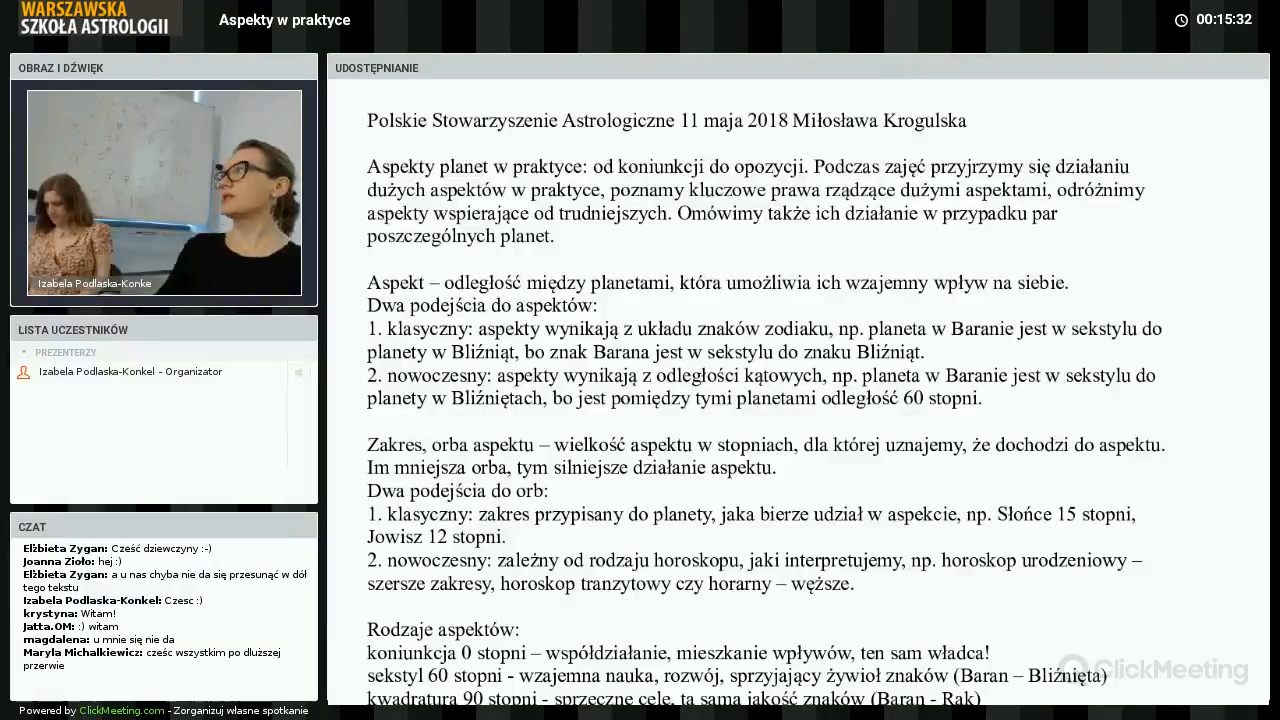 WARSZAWSKA
SZKOŁA ASTROLOGII
Aspekty w praktyce
00:15:32
OBRAZ I DŹWIĘK
Izabela Podlaska-Konke
LISTA UCZESTNIKÓW
PREZENTERZY
Izabela Podlaska-Konkel - Organizator
CZAT
Elżbieta Zygan: Cześć dziewczyny :-)
Joanna Zioło: hej :)
Elżbieta Zygan: a u nas chyba nie da się przesunąć w dół
tego tekstu
Izabela Podlaska-Konkel: Czesc :)
krystyna: Witam!
Jatta.OM: :) witam
magdalena: u mnie się nie da
Maryla Michalkiewicz: cześc wszystkim po dluższej
przerwie
Powered by ClickMeeting.com - Zorganizuj własne spotkanie
UDOSTĘPNIANIE
Polskie Stowarzyszenie Astrologiczne 11 maja 2018 Miłosława Krogulska
Aspekty planet w praktyce: od koniunkcji do opozycji. Podczas zajęć przyjrzymy się działaniu
dużych aspektów w praktyce, poznamy kluczowe prawa rządzące dużymi aspektami, odróżnimy
aspekty wspierające od trudniejszych. Omówimy także ich działanie w przypadku par
poszczególnych planet.
Aspekt – odległość między planetami, która umożliwia ich wzajemny wpływ na siebie.
Dwa podejścia do aspektów:
1. klasyczny: aspekty wynikają z układu znaków zodiaku, np. planeta w Baranie jest w sekstylu do
planety w Bliźniąt, bo znak Barana jest w sekstylu do znaku Bliźniąt.
2. nowoczesny: aspekty wynikają z odległości kątowych, np. planeta w Baranie jest w sekstylu do
planety w Bliźniętach, bo jest pomiędzy tymi planetami odległość 60 stopni.
Zakres, orba aspektu – wielkość aspektu w stopniach, dla której uznajemy, że dochodzi do aspektu.
Im mniejsza orba, tym silniejsze działanie aspektu.
Dwa podejścia do orb:
1. klasyczny: zakres przypisany do planety, jaka bierze udział w aspekcie, np. Słońce 15 stopni,
Jowisz 12 stopni.
2. nowoczesny: zależny od rodzaju horoskopu, jaki interpretujemy, np. horoskop urodzeniowy –
szersze zakresy, horoskop tranzytowy czy horarny – węższe.
Rodzaje aspektów:
koniunkcja 0 stopni – współdziałanie, mieszkanie wpływów, ten sam władca!
sekstyl 60 stopni - wzajemna nauka, rozwój, sprzyjający żywioł znaków (Baran – Bliźnięta)
kwadratura 90 stopni - sprzeczne cele, ta sama jakość znaków (Baran - Rak)
ClickMeeting